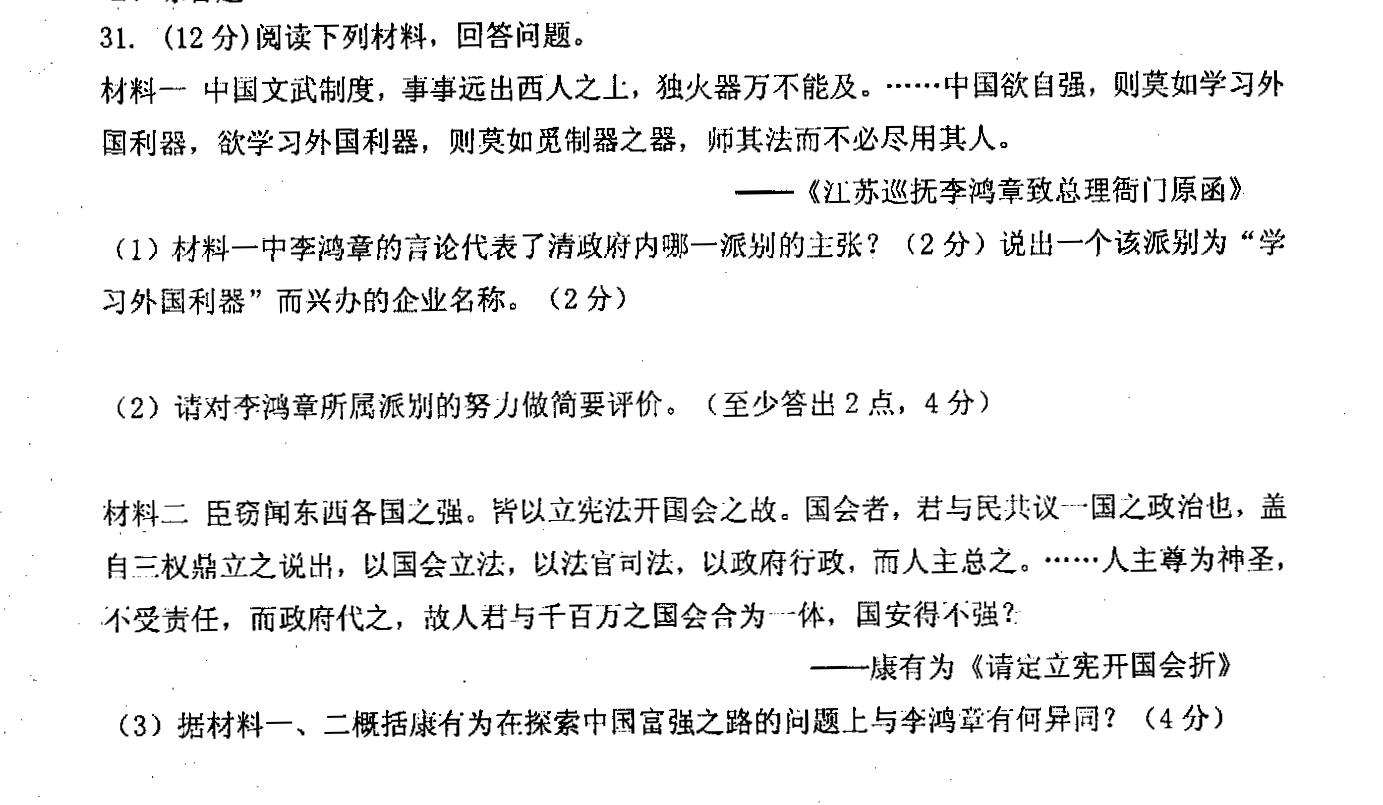 31. (12 分)阅读下列材料，回答问题。
材料一 中国文武制度，事事远出西人之上，独火器万不能及。……中国欲自强，则莫如学习外
国利器，欲学习外国利器，则莫如觅制器之器，师其法而不必尽用其人。
——《江苏巡抚李鸿章致总理衙门原函》
（1）材料一中李鸿章的言论代表了清政府内哪一派别的主张？（2 分）说出一个该派别为“学
习外国利器”而兴办的企业名称。（2 分）
（2）请对李鸿章所属派别的努力做简要评价。（至少答出 2 点，4 分）
材料二 臣窃闻东西各国之强。皆以立宪法开国会之故。国会者，君与民共议一国之政治也，盖
自三权鼎立之说出，以国会立法，以法官司法，以政府行政，而人主总之。……人主尊为神圣，
不受责任，而政府代之，故人君与千百万之国会合为一体，国安得不强？
——康有为《请定立宪开国会折》
（3）据材料一、二概括康有为在探索中国富强之路的问题上与李鸿章有何异同？（4 分）